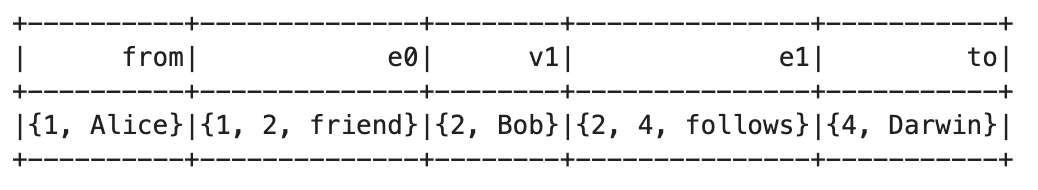 +----------+--------------+--------+---------------+-----------+
|      from|            e0|      v1|             e1|         to|
+----------+--------------+--------+---------------+-----------+
|{1, Alice}|{1, 2, friend}|{2, Bob}|{2, 4, follows}|{4, Darwin}|
+----------+--------------+--------+---------------+-----------+